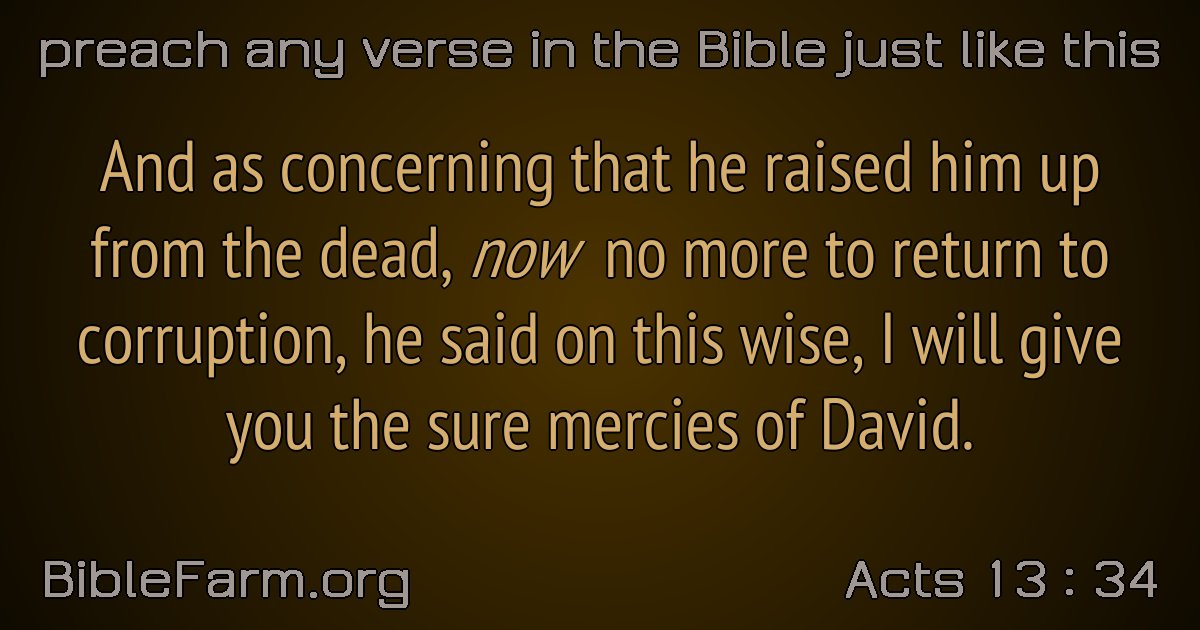 preach any verse in the Bible just like this
And as concerning that he raised him up
from the dead, now no more to return to
corruption, he said on this wise, I will give
you the sure mercies of David.
BibleFarm.org
Acts 13 : 34